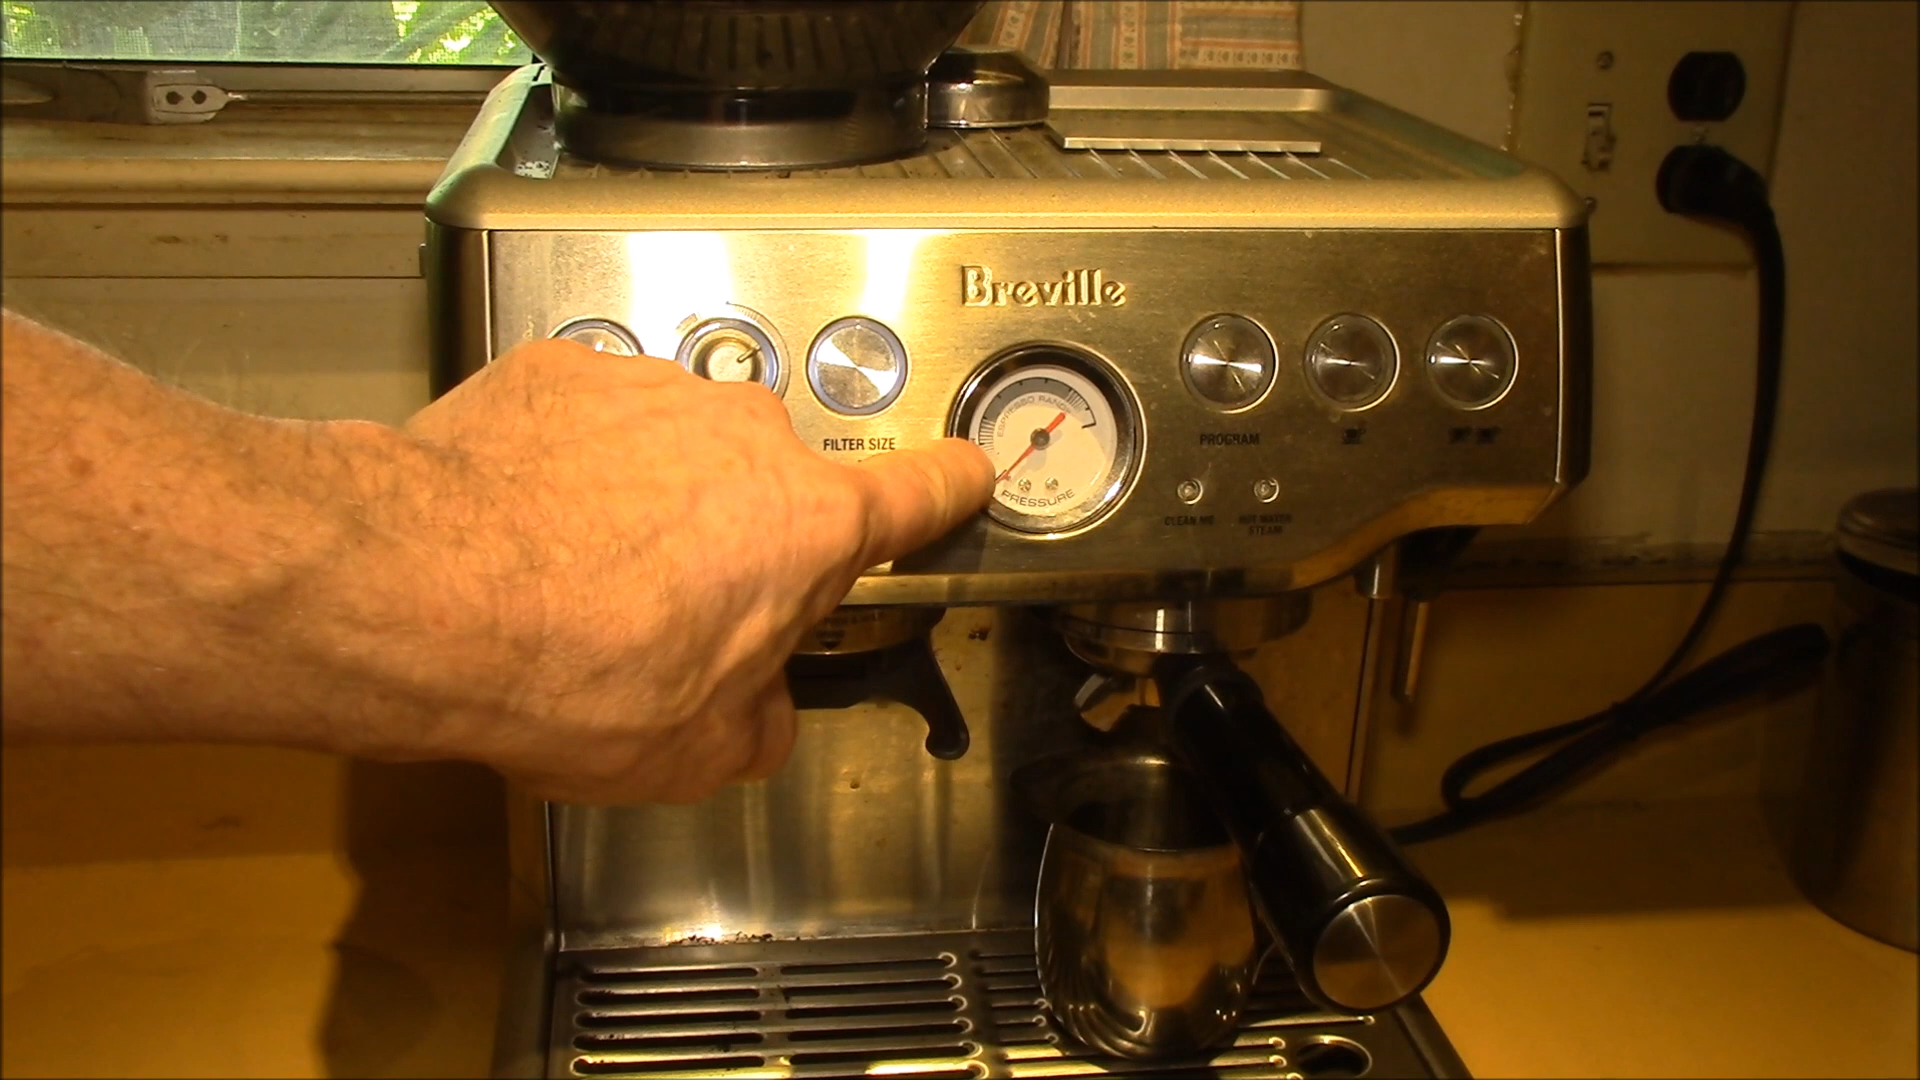 Breville
FILTER SIZE
ESPRESSO RANGE
PRESSURE
PROGRAM
CLEAN ME
HOT WATER
STEAM